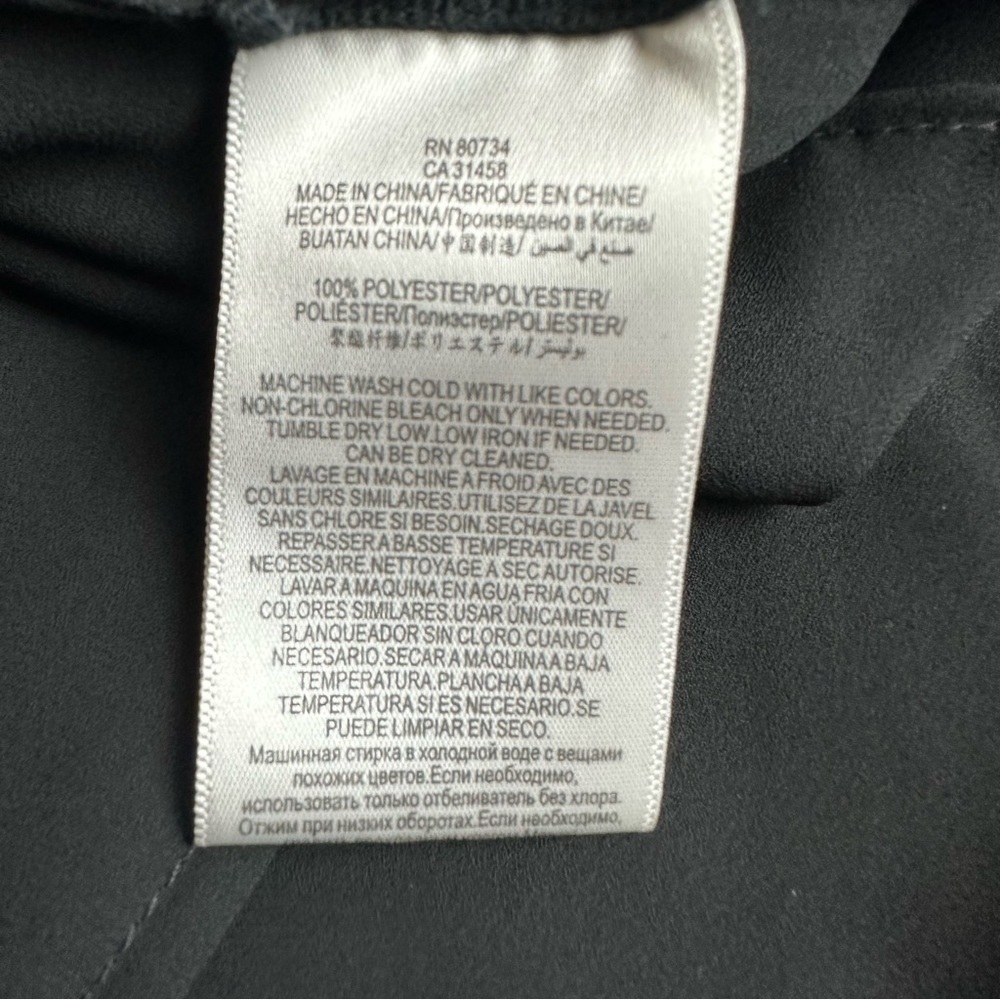 RN 80734
CA 31458
MADE IN CHINA/FABRIQUÉ EN CHINE/
HECHO EN CHINA/Произведено в Китае/
BUATAN CHINA/中国制造/ صنع في الصين
100% POLYESTER/POLYESTER/
POLIÉSTER/Полиэстер/POLIESTER/
聚酯纤维/ポリエステル/ بوليستر
MACHINE WASH COLD WITH LIKE COLORS.
NON-CHLORINE BLEACH ONLY WHEN NEEDED.
TUMBLE DRY LOW.LOW IRON IF NEEDED.
CAN BE DRY CLEANED.
LAVAGE EN MACHINE A FROID AVEC DES
COULEURS SIMILAIRES.UTILISEZ DE LA JAVEL
SANS CHLORE SI BESOIN.SECHAGE DOUX.
REPASSER A BASSE TEMPERATURE SI
NECESSAIRE.NETTOYAGE A SEC AUTORISE.
LAVAR A MAQUINA EN AGUA FRIA CON
COLORES SIMILARES.USAR ÚNICAMENTE
BLANQUEADOR SIN CLORO CUANDO
NECESARIO.SECAR A MÁQUINA A BAJA
TEMPERATURA.PLANCHA A BAJA
TEMPERATURA SI ES NECESARIO.SE
PUEDE LIMPIAR EN SECO.
Машинная стирка в холодной воде с вещами
похожих цветов.Если необходимо,
использовать только отбеливатель без хлора.
Отжим при низких оборотах.Если необходимо,